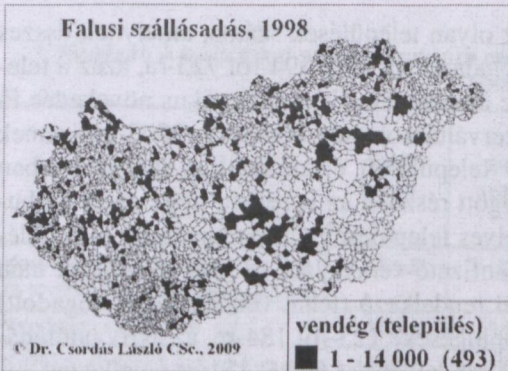 Falusi szállásadás, 1998
vendég (település)
© Dr. Csordás László CSc., 2009
1 - 14 000 (493)